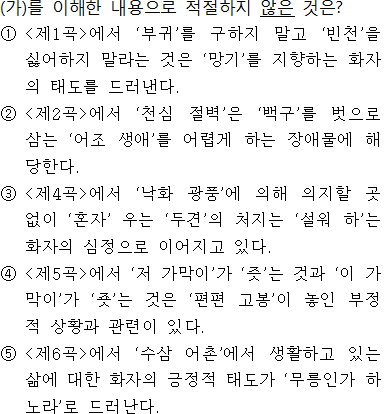 (가)를 이해한 내용으로 적절하지 않은 것은?
① <제1곡>에서 ‘부귀’를 구하지 말고 ‘빈천’을
싫어하지 말라는 것은 ‘망기’를 지향하는 화자
의 태도를 드러낸다.
② <제2곡>에서 ‘천심 절벽’은 ‘백구’를 벗으로
삼는 ‘어조 생애’를 어렵게 하는 장애물에 해
당한다.
③ <제4곡>에서 ‘낙화 광풍’에 의해 의지할 곳
없이 ‘혼자’ 우는 ‘두견’의 처지는 ‘설워 하’는
화자의 심정으로 이어지고 있다.
④ <제5곡>에서 ‘저 가막이’가 ‘즛’는 것과 ‘이 가
막이’가 ‘좃’는 것은 ‘편편 고봉’이 놓인 부정
적 상황과 관련이 있다.
⑤ <제6곡>에서 ‘수삼 어촌’에서 생활하고 있는
삶에 대한 화자의 긍정적 태도가 ‘무릉인가 하
노라’로 드러난다.